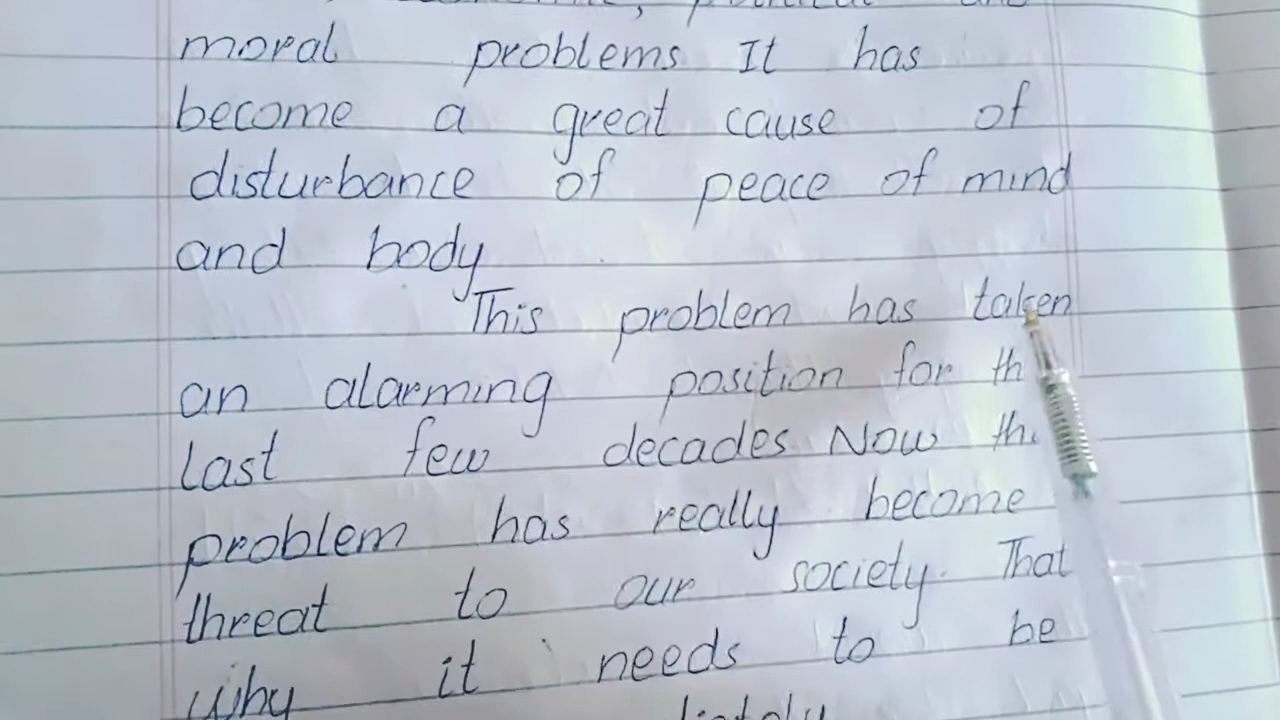 moral problems It has
become a great cause of
disturbance of peace of mind
and body
This problem has taken
an alarming position for
last few decades Now
problem has really become
threat to our society. That
why it needs to be